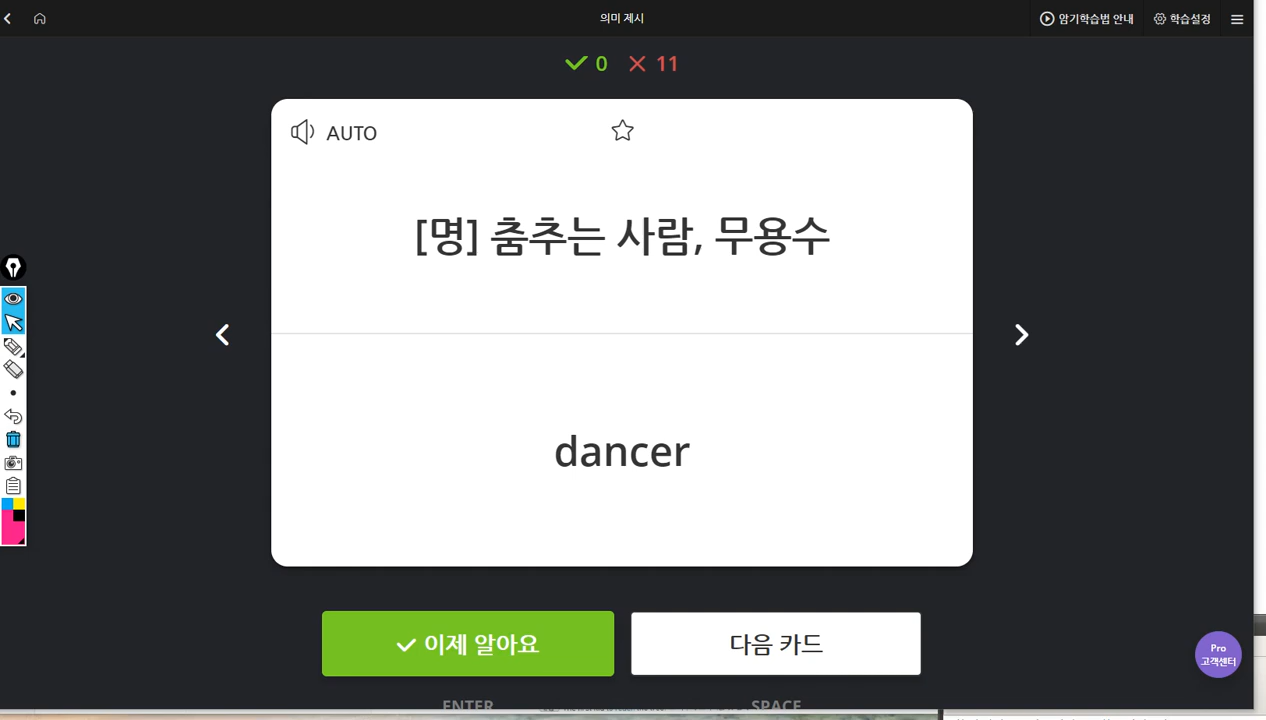 의미 제시
암기학습법 안내
학습설정
0
11
AUTO
[명] 춤추는 사람, 무용수
dancer
이제 알아요
다음 카드
ENTER
SPACE
Pro
고객센터